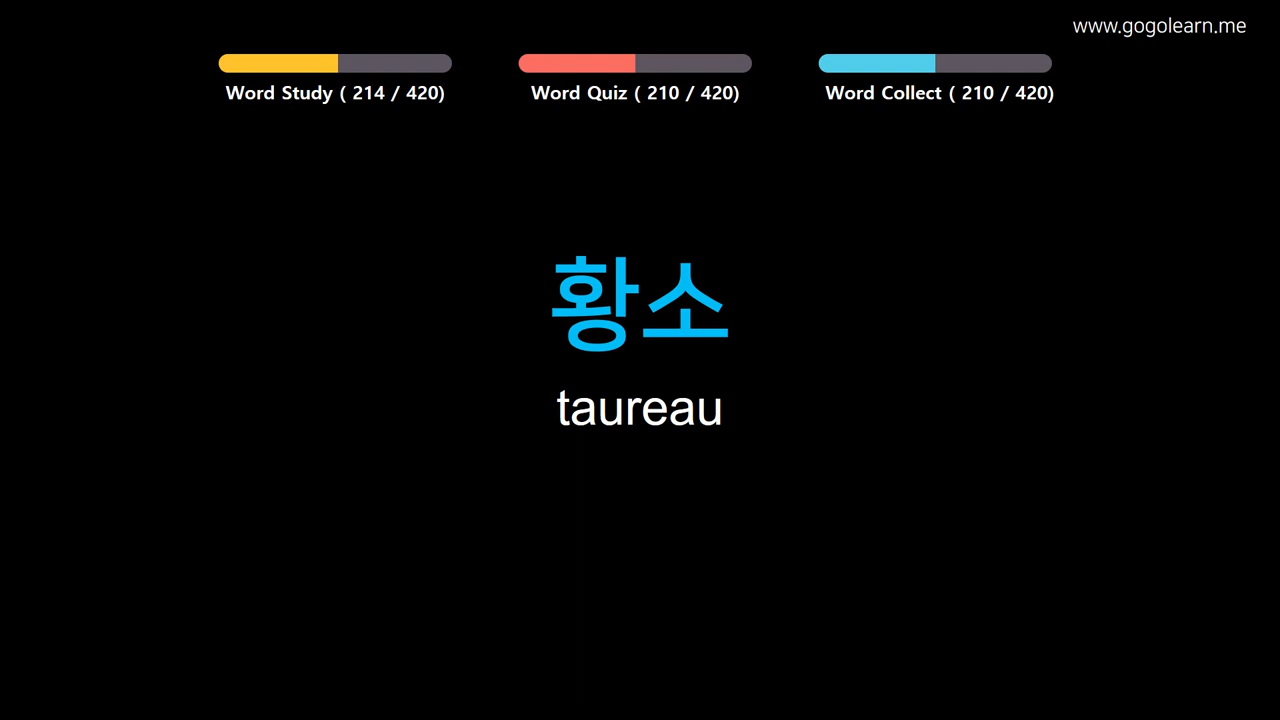 www.gogolearn.me
Word Study ( 214 / 420)
Word Quiz ( 210 / 420)
Word Collect ( 210 / 420)
황소
taureau